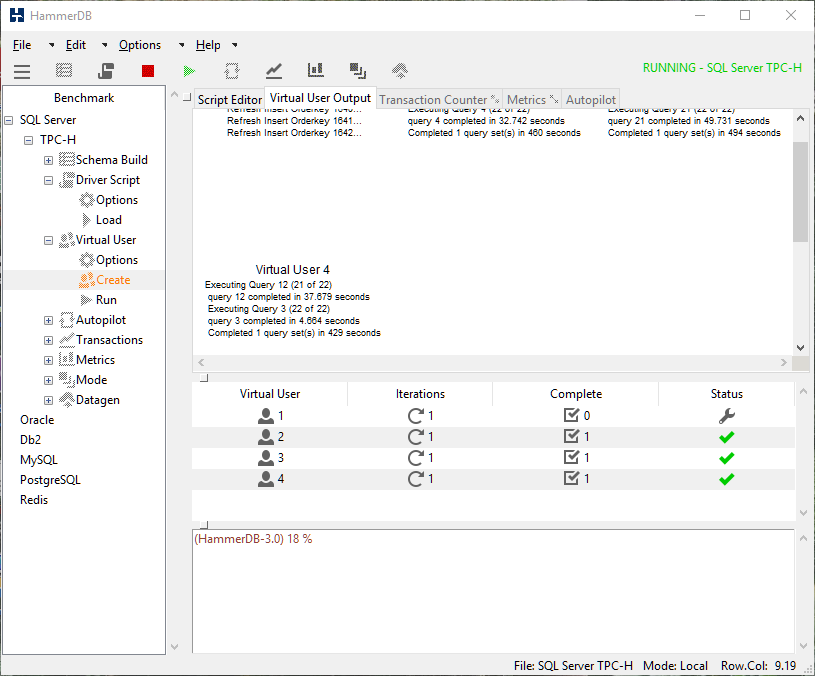 HammerDB
File Edit Options Help
RUNNING - SQL Server TPC-H
Benchmark
SQL Server
TPC-H
Schema Build
Driver Script
Options
Load
Virtual User
Options
Create
Run
Autopilot
Transactions
Metrics
Mode
Datagen
Oracle
Db2
MySQL
PostgreSQL
Redis
Script Editor Virtual User Output Transaction Counter Metrics Autopilot
Refresh Insert Orderkey 1640...
Refresh Insert Orderkey 1641...
Refresh Insert Orderkey 1642...
Executing Query 4 (22 of 22)
query 4 completed in 32.742 seconds
Completed 1 query set(s) in 460 seconds
Executing Query 21 (22 of 22)
query 21 completed in 49.731 seconds
Completed 1 query set(s) in 494 seconds
Virtual User 4
Executing Query 12 (21 of 22)
query 12 completed in 37.679 seconds
Executing Query 3 (22 of 22)
query 3 completed in 4.664 seconds
Completed 1 query set(s) in 429 seconds
Virtual User Iterations Complete Status
1 1 0
2 1 1
3 1 1
4 1 1
(HammerDB-3.0) 18 %
File: SQL Server TPC-H Mode: Local Row.Col: 9.19